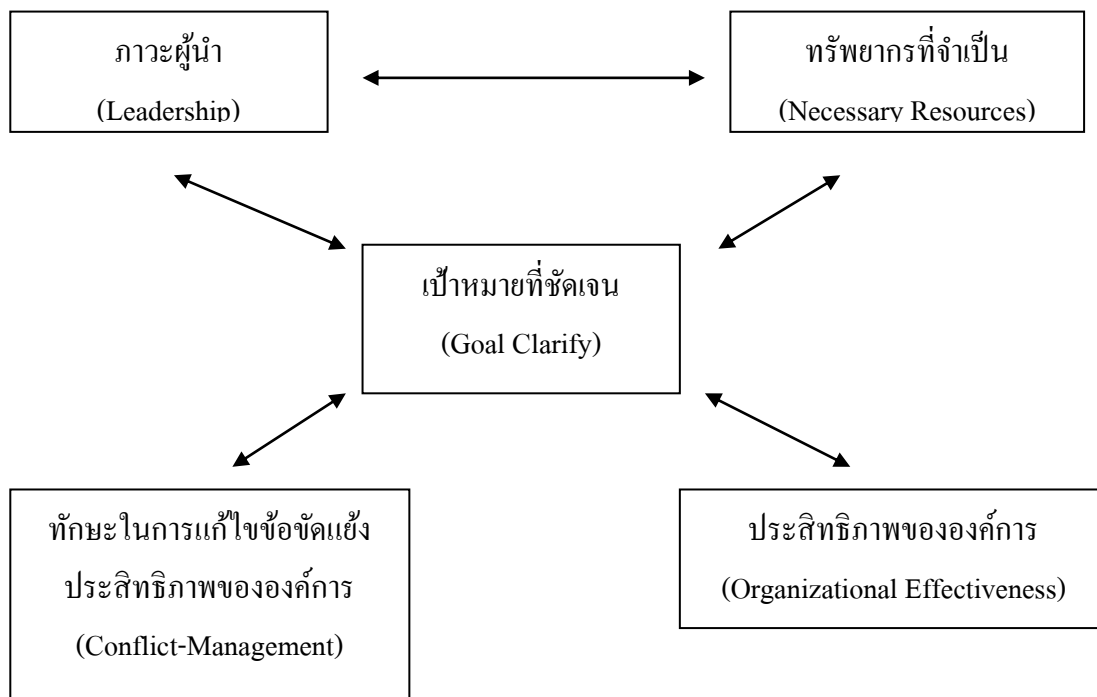 ภาวะผู้นำ
(Leadership)
ทรัพยากรที่จำเป็น
(Necessary Resources)
เป้าหมายที่ชัดเจน
(Goal Clarify)
ทักษะในการแก้ไขข้อขัดแย้ง
ประสิทธิภาพขององค์การ
(Conflict-Management)
ประสิทธิภาพขององค์การ
(Organizational Effectiveness)